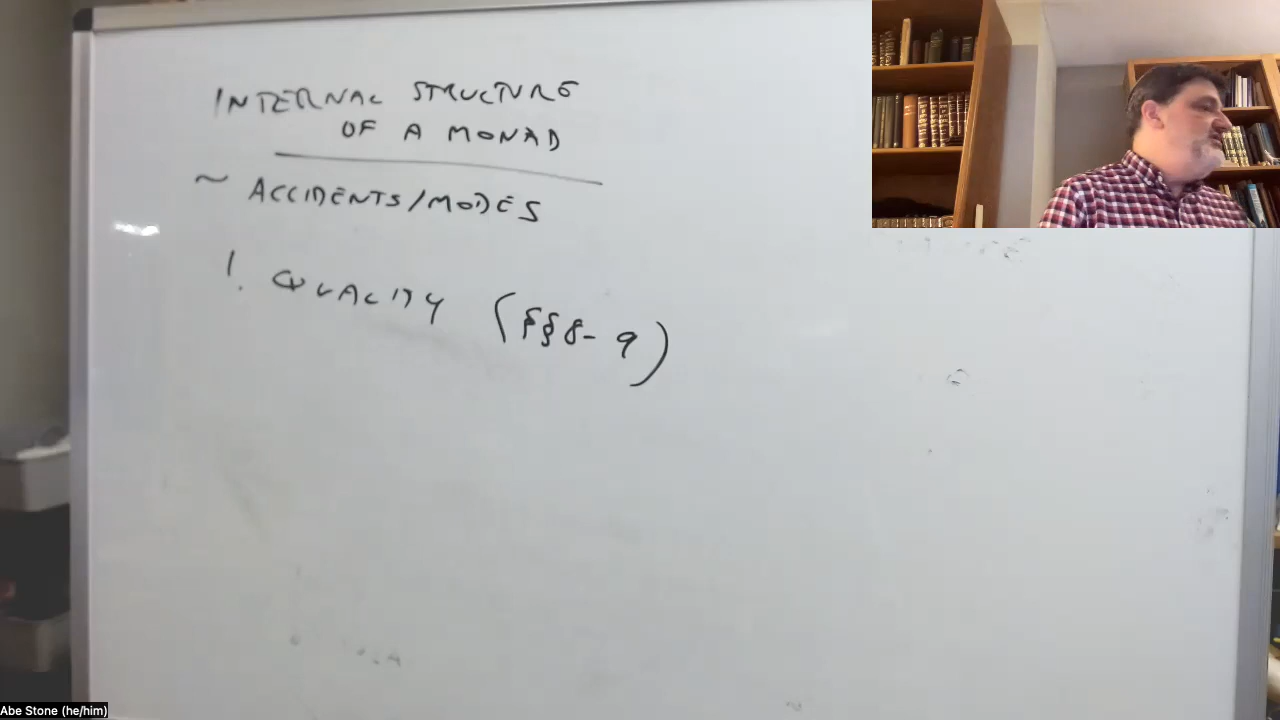 INTERNAL STRUCTURE
OF A MONAD
~ ACCIDENTS/MODES
1. QUALITY (§§8-9)
Abe Stone (he/him)